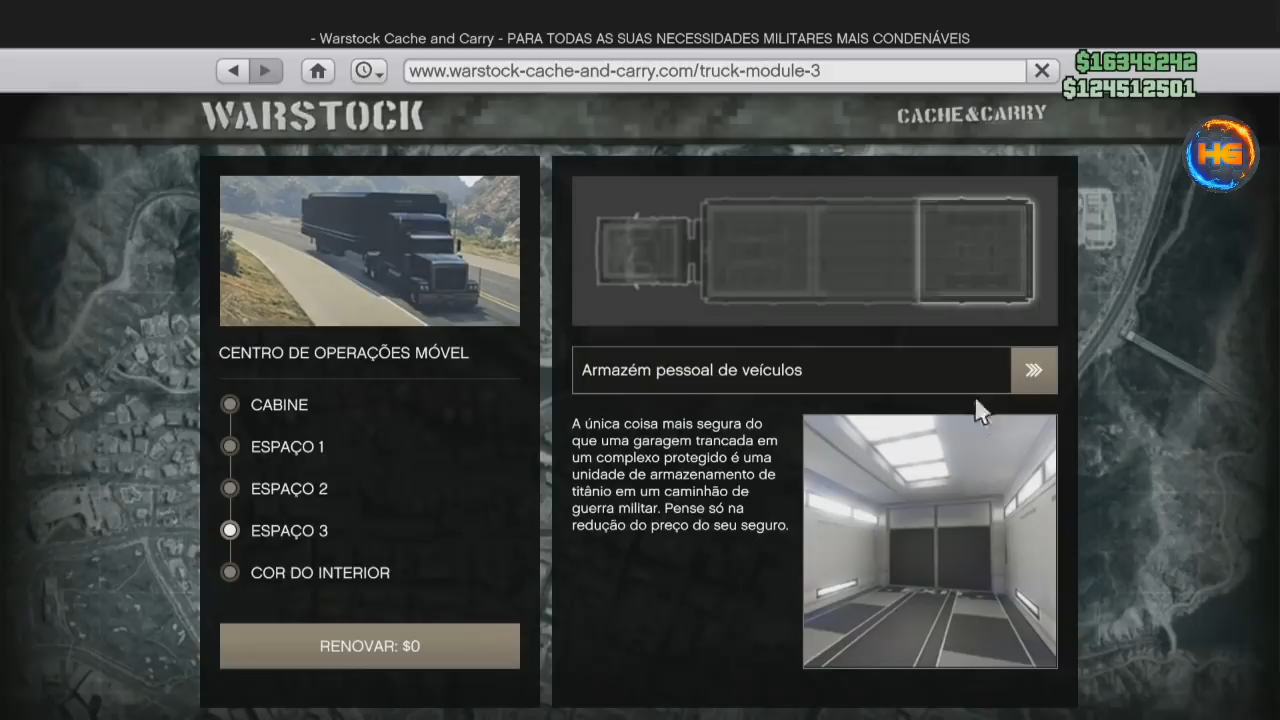 - Warstock Cache and Carry - PARA TODAS AS SUAS NECESSIDADES MILITARES MAIS CONDENÁVEIS
www.warstock-cache-and-carry.com/truck-module-3
$16349242
$124512501
WARSTOCK
CACHE&CARRY
HG
CENTRO DE OPERAÇÕES MÓVEL
CABINE
ESPAÇO 1
ESPAÇO 2
ESPAÇO 3
COR DO INTERIOR
RENOVAR: $0
Armazém pessoal de veículos
A única coisa mais segura do
que uma garagem trancada em
um complexo protegido é uma
unidade de armazenamento de
titânio em um caminhão de
guerra militar. Pense só na
redução do preço do seu seguro.